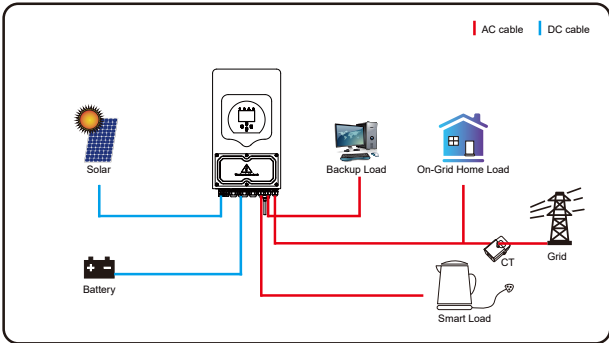 AC cable
DC cable
Solar
Backup Load
On-Grid Home Load
CT
Grid
Battery
Smart Load